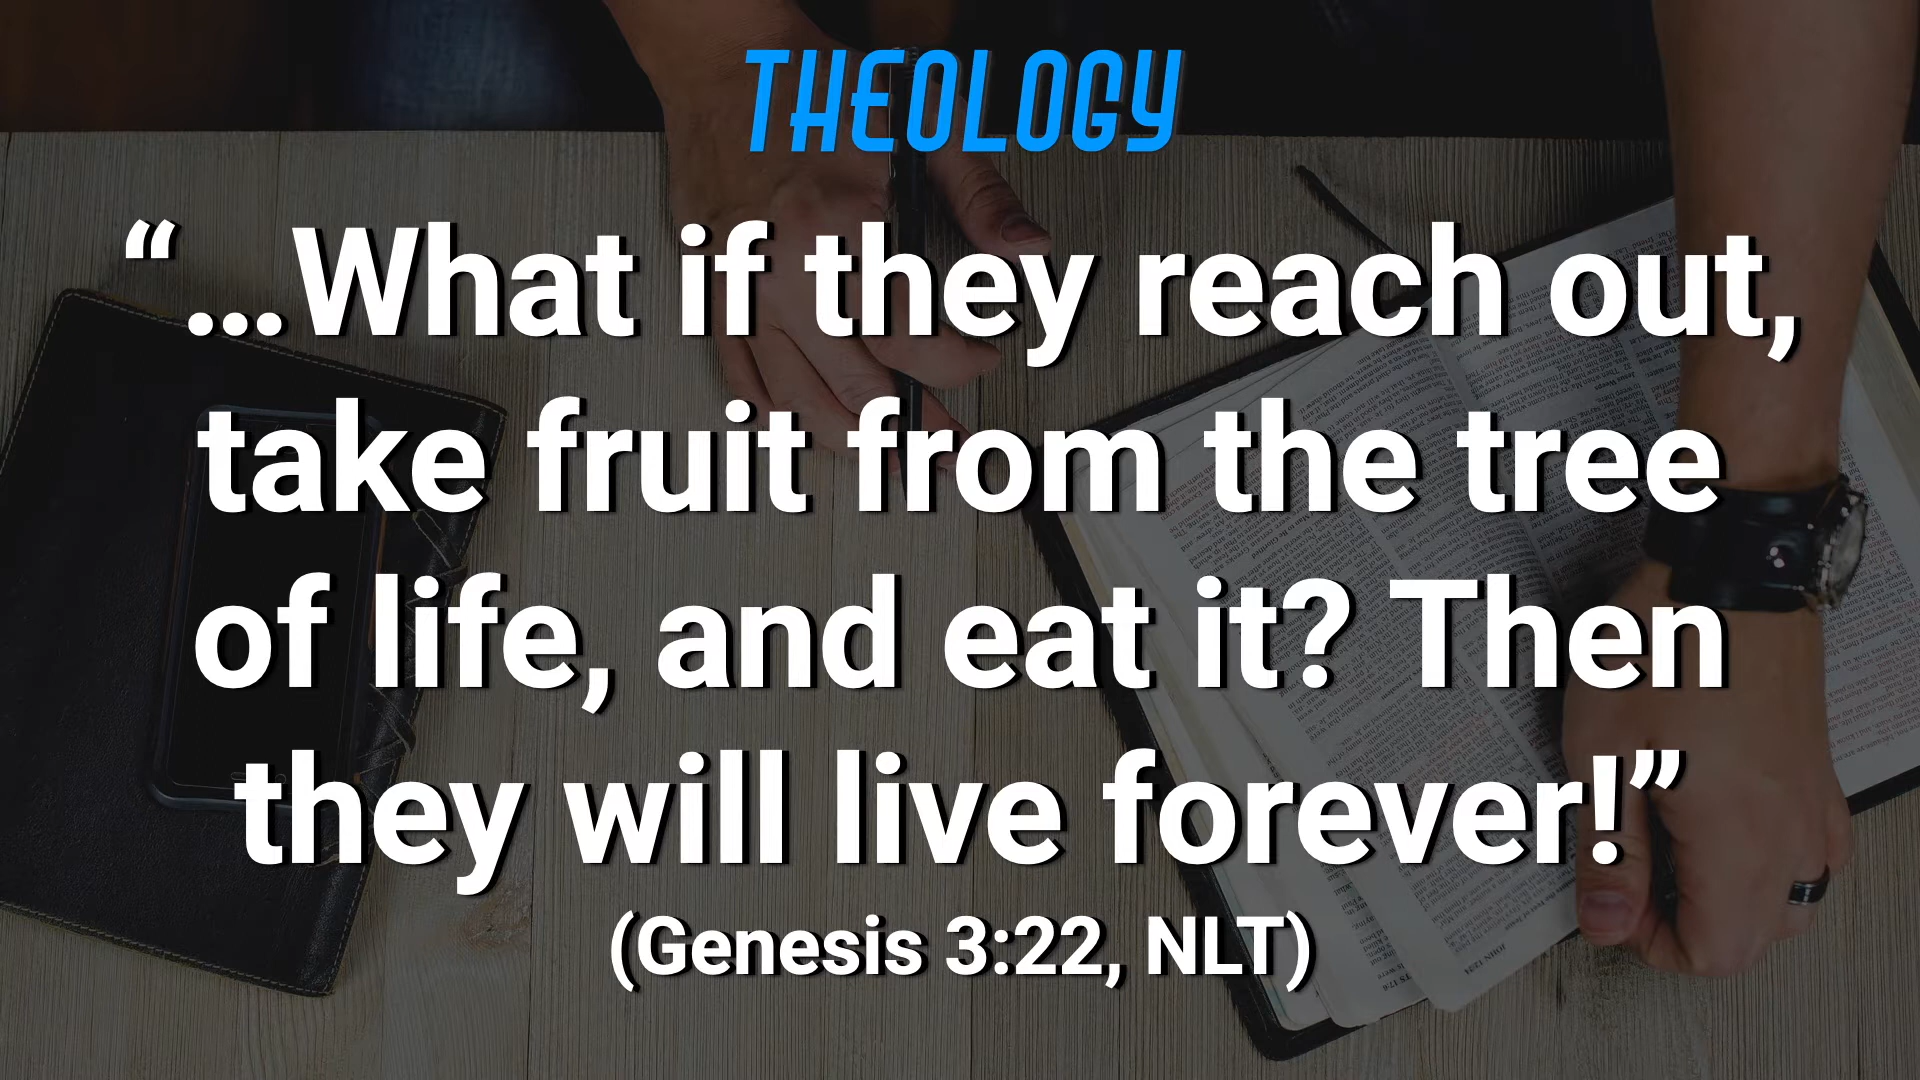 THEOLOGY
“…What if they reach out,
take fruit from the tree
of life, and eat it? Then
they will live forever!”
(Genesis 3:22, NLT)